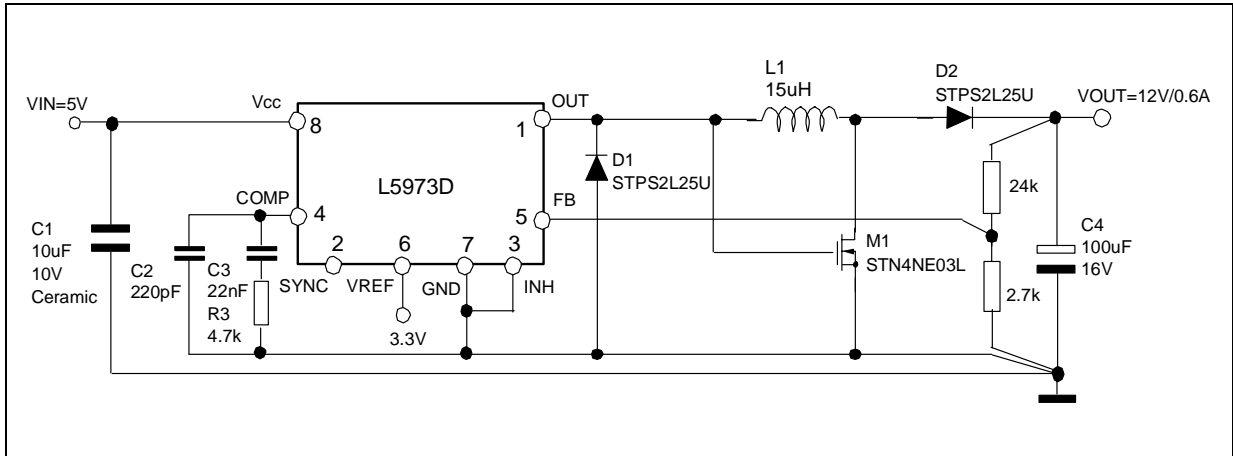 L1
15uH
D2
STPS2L25U
VIN=5V
Vcc
OUT
VOUT=12V/0.6A
8
1
D1
STPS2L25U
L5973D
24k
COMP
FB
4
5
C1
10uF
10V
Ceramic
C2
220pF
C3
22nF
R3
4.7k
2
6
7
3
SYNC
VREF
GND
INH
3.3V
M1
STN4NE03L
C4
100uF
16V
2.7k